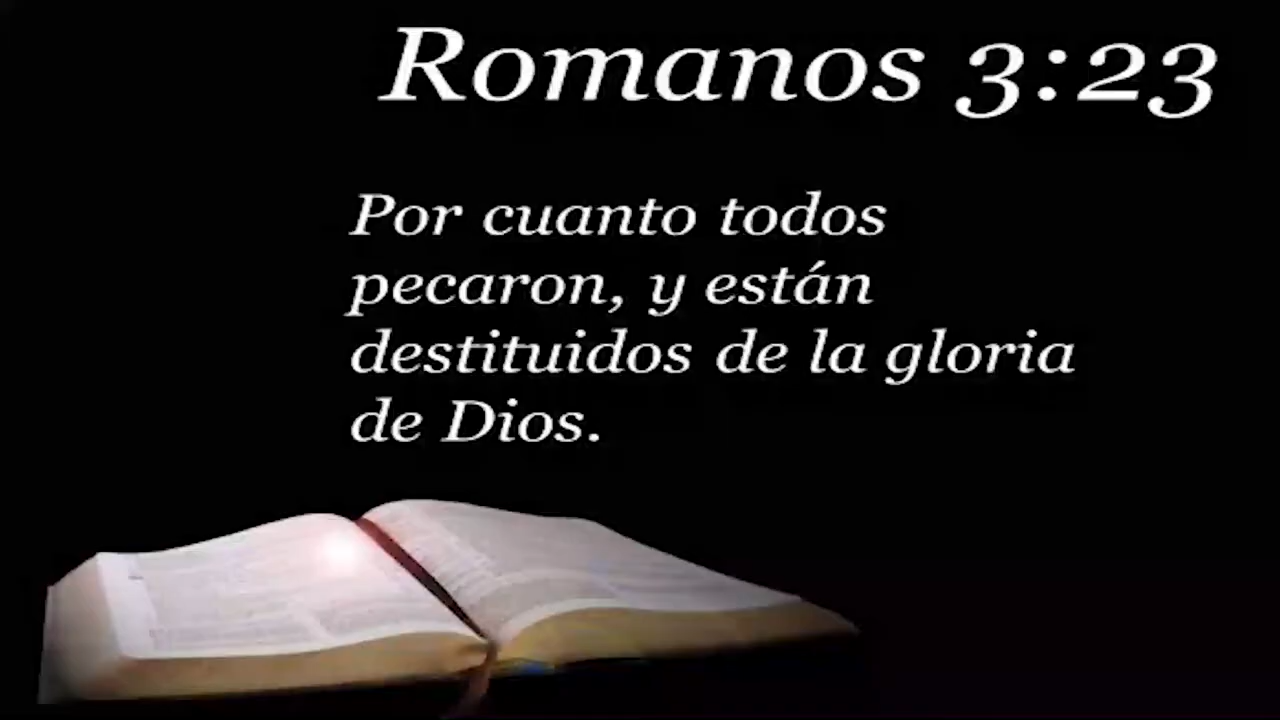 Romanos 3:23
Por cuanto todos
pecaron, y están
destituidos de la gloria
de Dios.